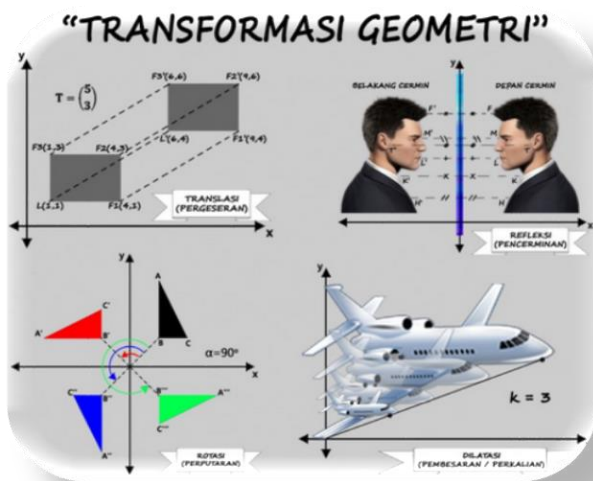 “TRANSFORMASI GEOMETRI”
y
T = (5 3)
F3'(6,6) F2'(9,6)
L'(6,4) F1'(9,4)
F3(1,3) F2(4,3)
L(1,1) F1(4,1)
x
TRANSLASI
(PERGESERAN)
y
BELAKANG CERMIN DEPAN CERMIN
F' F
M' M
L' L
K' K
H' H
x
REFLEKSI
(PENCERMINAN)
y
A
C'
A' B' B C
α=90°
x
C'' B'' B''' A'''
C'''
A''
ROTASI
(PERPUTARAN)
y
k = 3
x
DILATASI
(PEMBESARAN / PERKALIAN)